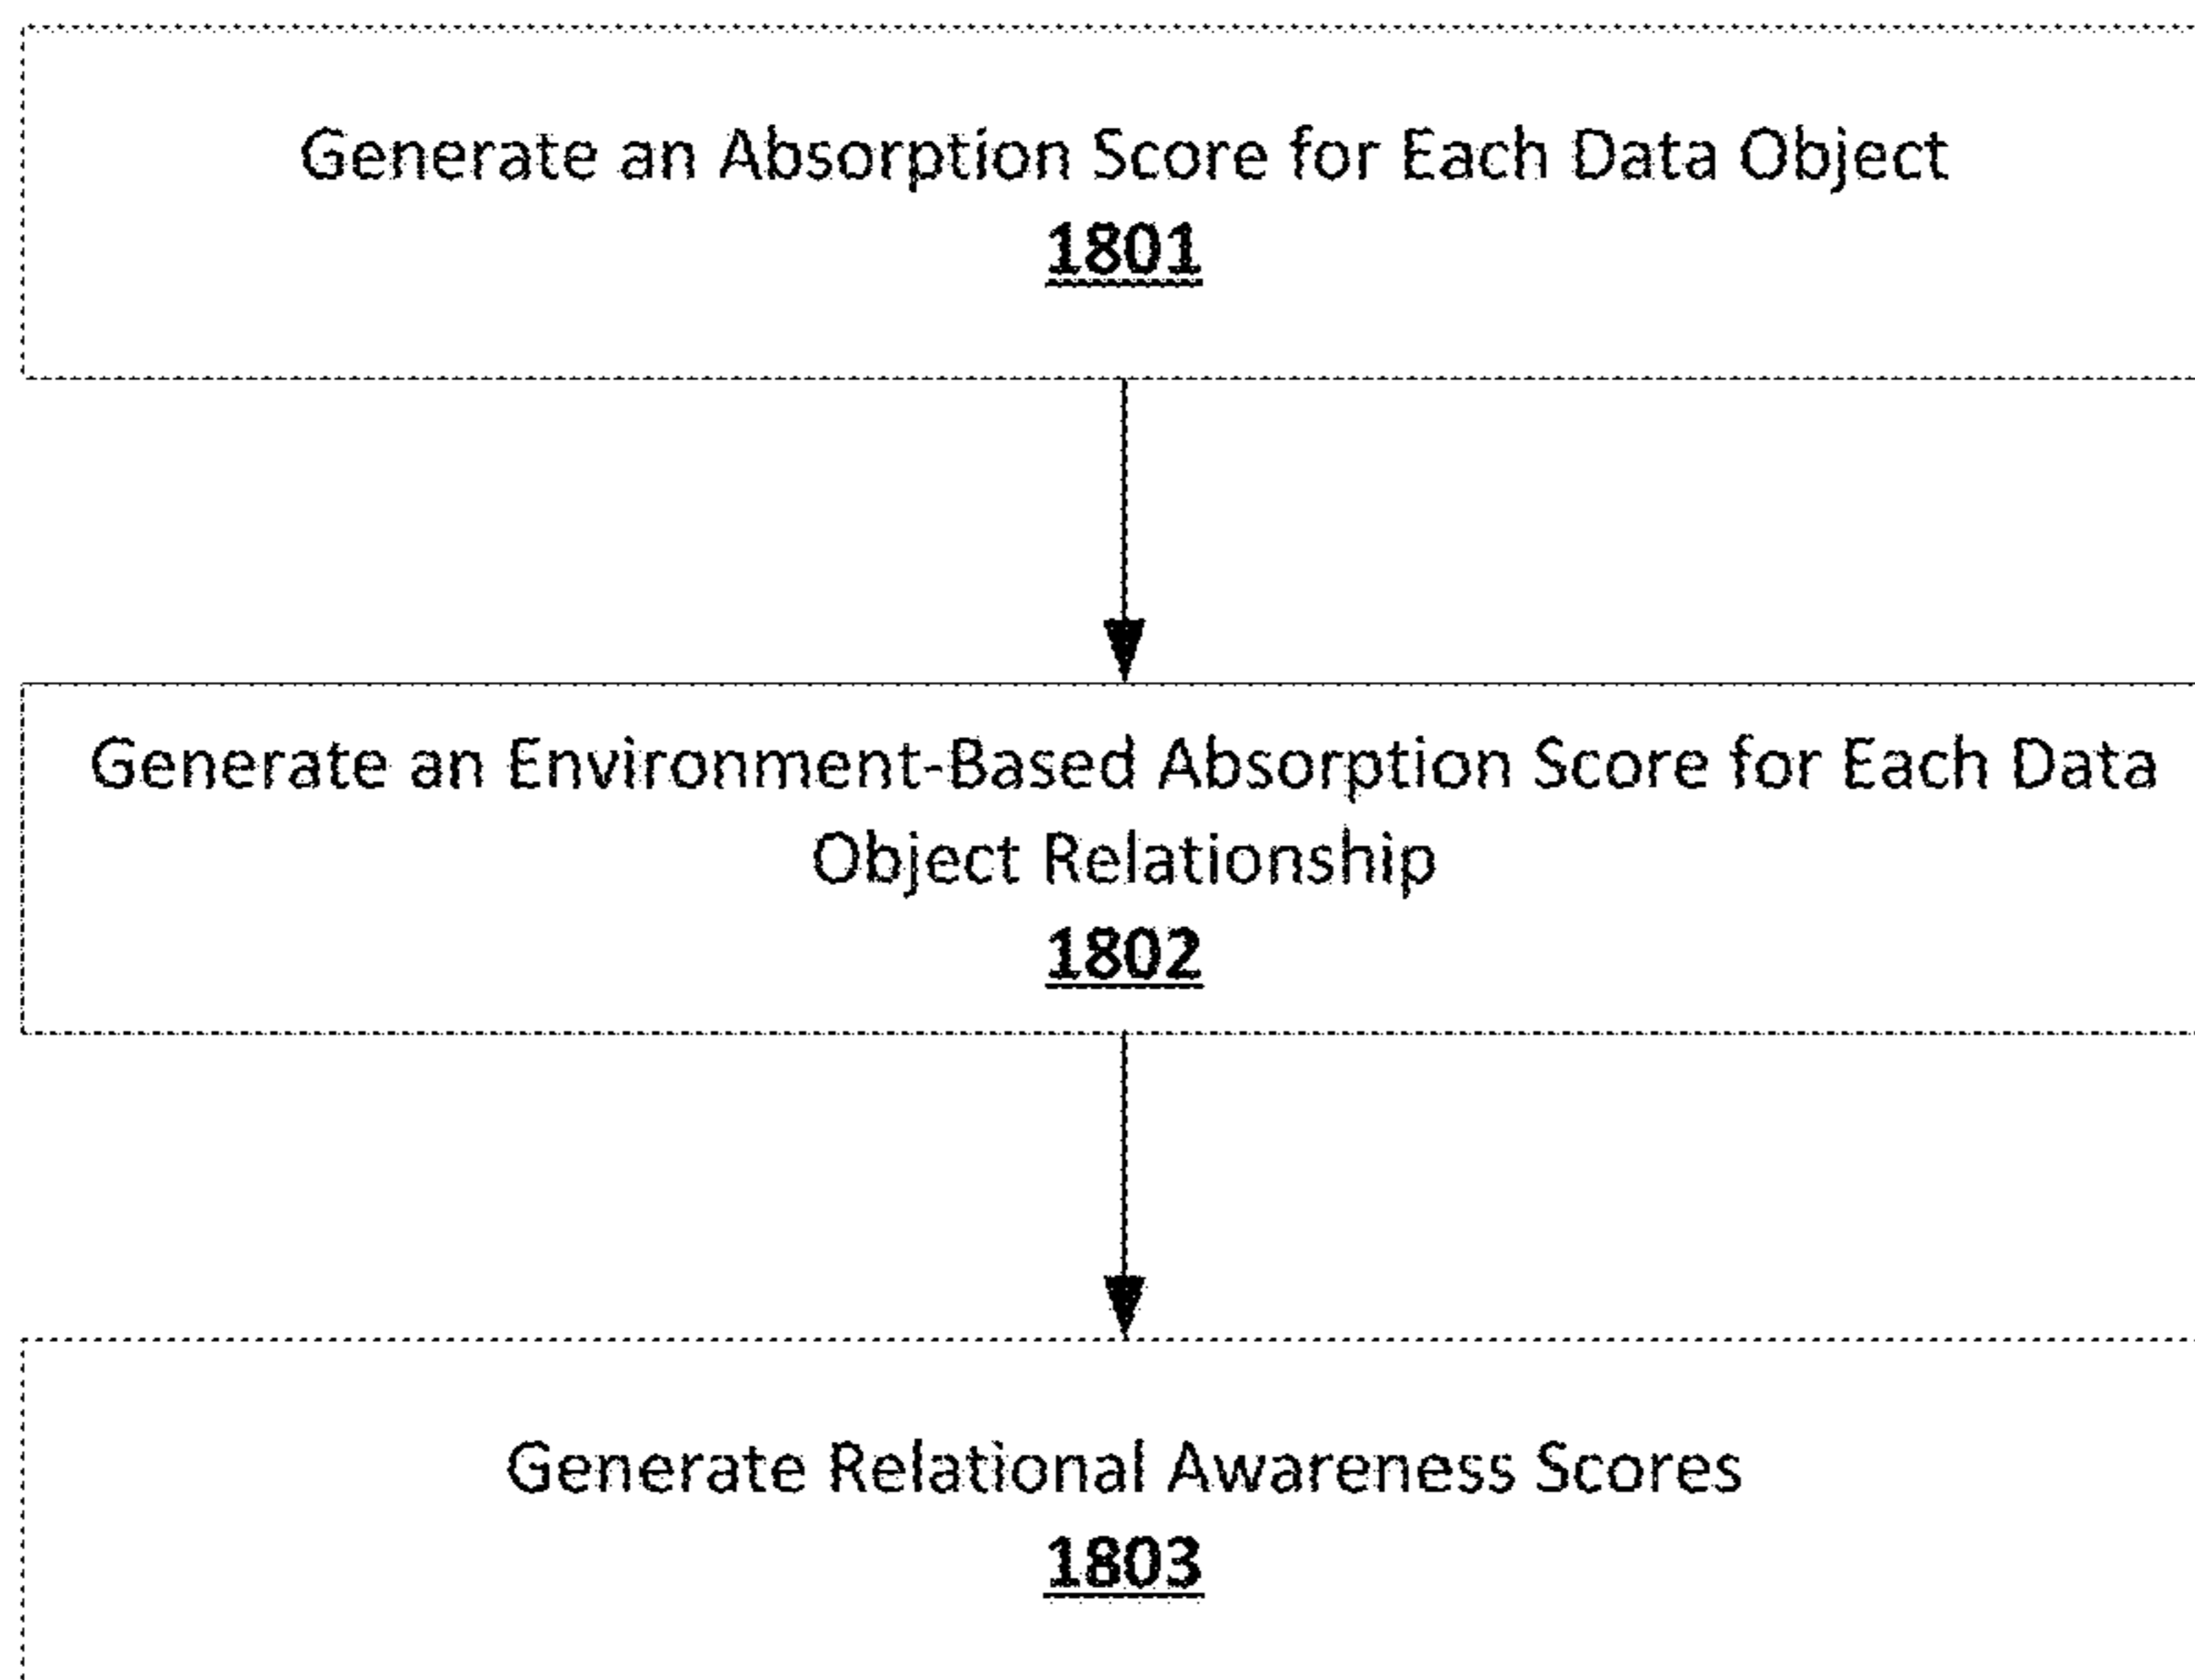 Generate an Absorption Score for Each Data Object
1801
Generate an Environment-Based Absorption Score for Each Data
Object Relationship
1802
Generate Relational Awareness Scores
1803